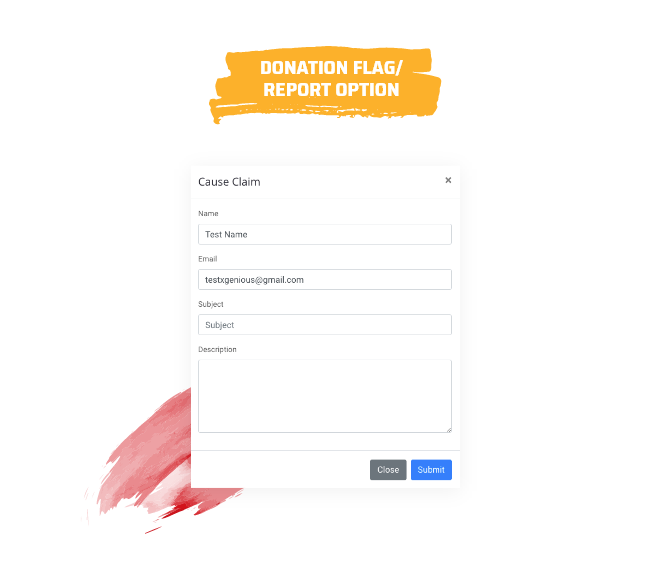 DONATION FLAG/
REPORT OPTION
Cause Claim
×
Name
Test Name
Email
testxgenious@gmail.com
Subject
Subject
Description
Close Submit